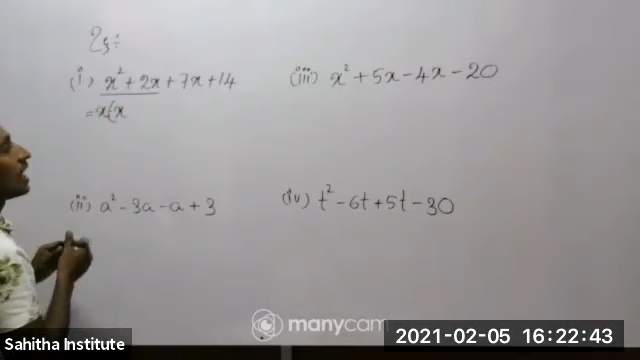 (i) x² + 2x + 7x + 14
= x(x
(ii) a² - 3a - a + 3
(iii) x² + 5x - 4x - 20
(iv) t² - 6t + 5t - 30
manycam
Sahitha Institute
2021-02-05 16:22:43